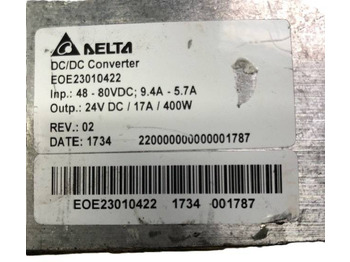 DELTA
DC/DC Converter
EOE23010422
Inp.: 48 - 80VDC; 9.4A - 5.7A
Outp.: 24V DC / 17A / 400W
REV.: 02
DATE: 1734 220000000000001787
EOE23010422 1734 001787